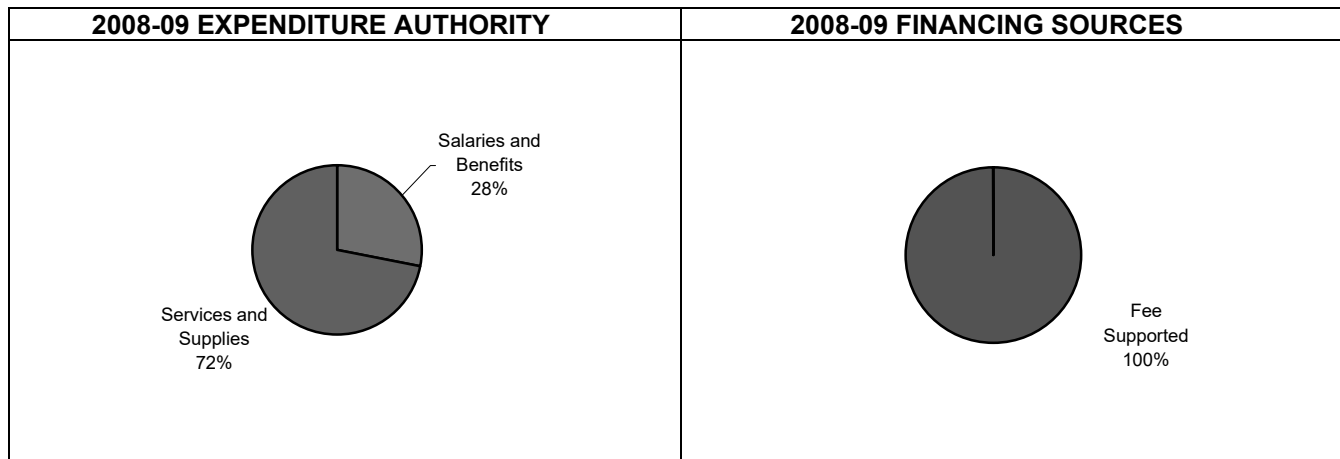 2008-09 EXPENDITURE AUTHORITY
2008-09 FINANCING SOURCES
Salaries and
Benefits
28%
Services and
Supplies
72%
Fee
Supported
100%